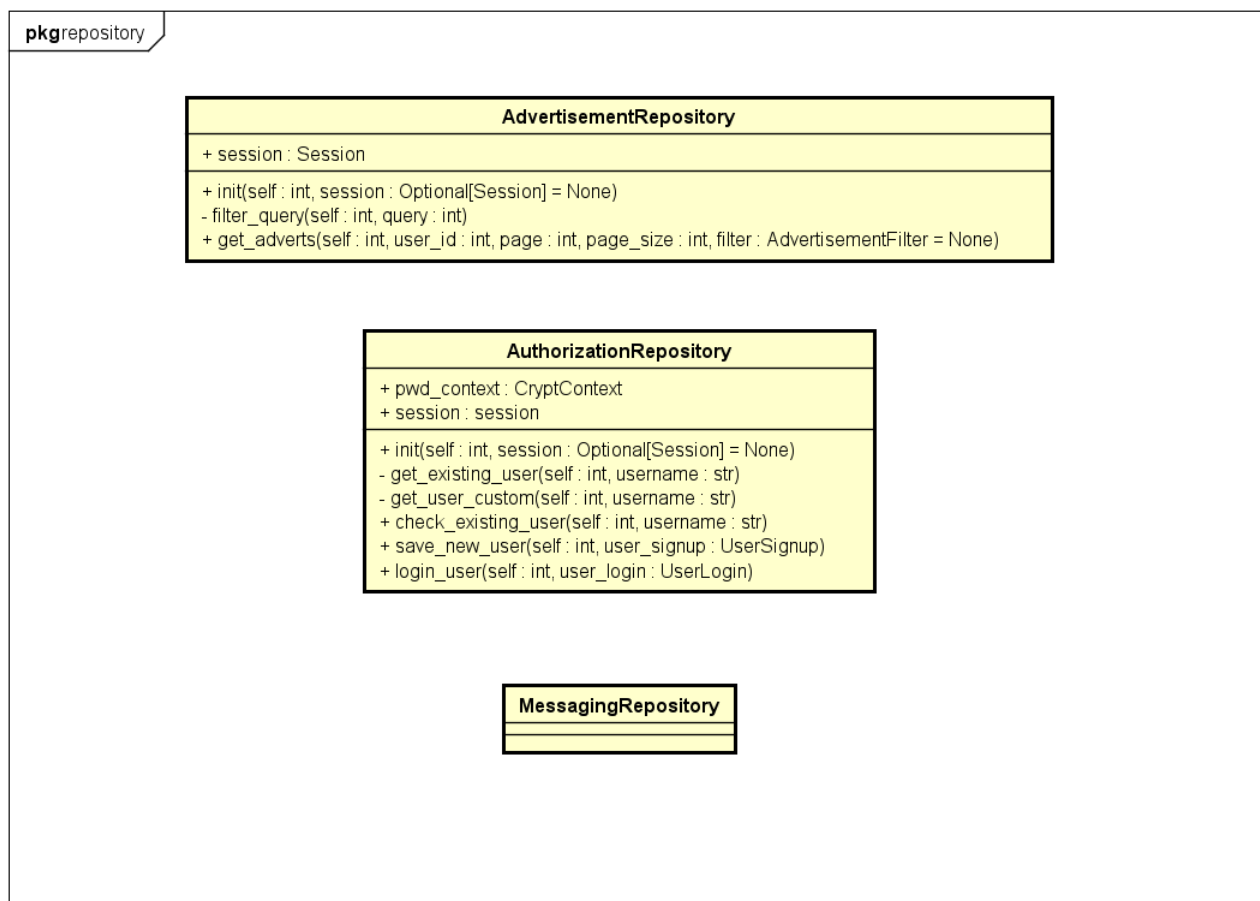 pkg repository
AdvertisementRepository
+ session : Session
+ init(self : int, session : Optional[Session] = None)
- filter_query(self : int, query : int)
+ get_adverts(self : int, user_id : int, page : int, page_size : int, filter : AdvertisementFilter = None)
AuthorizationRepository
+ pwd_context : CryptContext
+ session : session
+ init(self : int, session : Optional[Session] = None)
- get_existing_user(self : int, username : str)
- get_user_custom(self : int, username : str)
+ check_existing_user(self : int, username : str)
+ save_new_user(self : int, user_signup : UserSignup)
+ login_user(self : int, user_login : UserLogin)
MessagingRepository